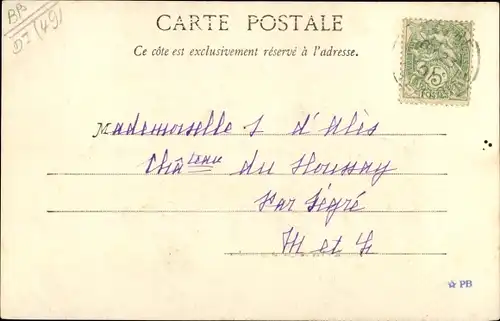 BB
DJ (49)
CARTE POSTALE
Ce côté est exclusivement réservé à l'adresse.
5
Mademoiselle S d'Alès
Château du Houssay
Par Segré
M et L
☆ PB